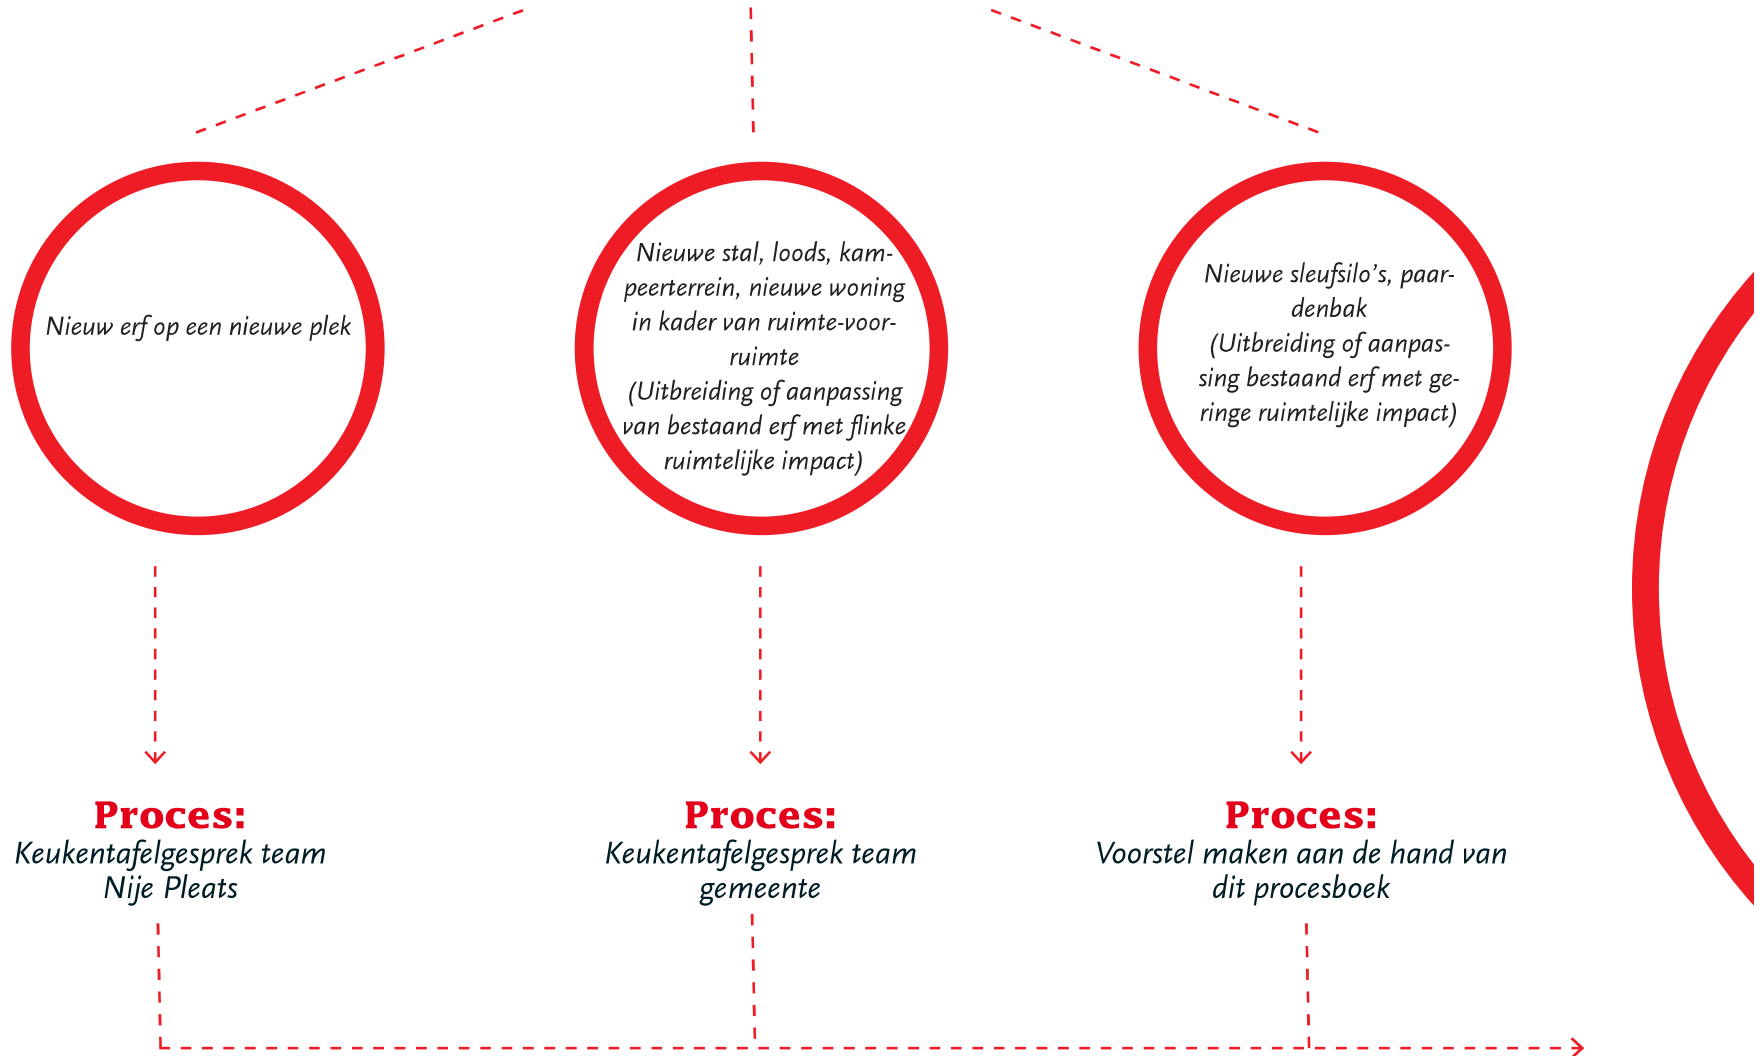 Nieuw erf op een nieuwe plek
Nieuwe stal, loods, kam-
peerterrein, nieuwe woning
in kader van ruimte-voor-
ruimte
(Uitbreiding of aanpassing
van bestaand erf met flinke
ruimtelijke impact)
Nieuwe sleufsilo's, paar-
denbak
(Uitbreiding of aanpas-
sing bestaand erf met ge-
ringe ruimtelijke impact)
Proces:
Keukentafelgesprek team
Nije Pleats
Proces:
Keukentafelgesprek team
gemeente
Proces:
Voorstel maken aan de hand van
dit procesboek